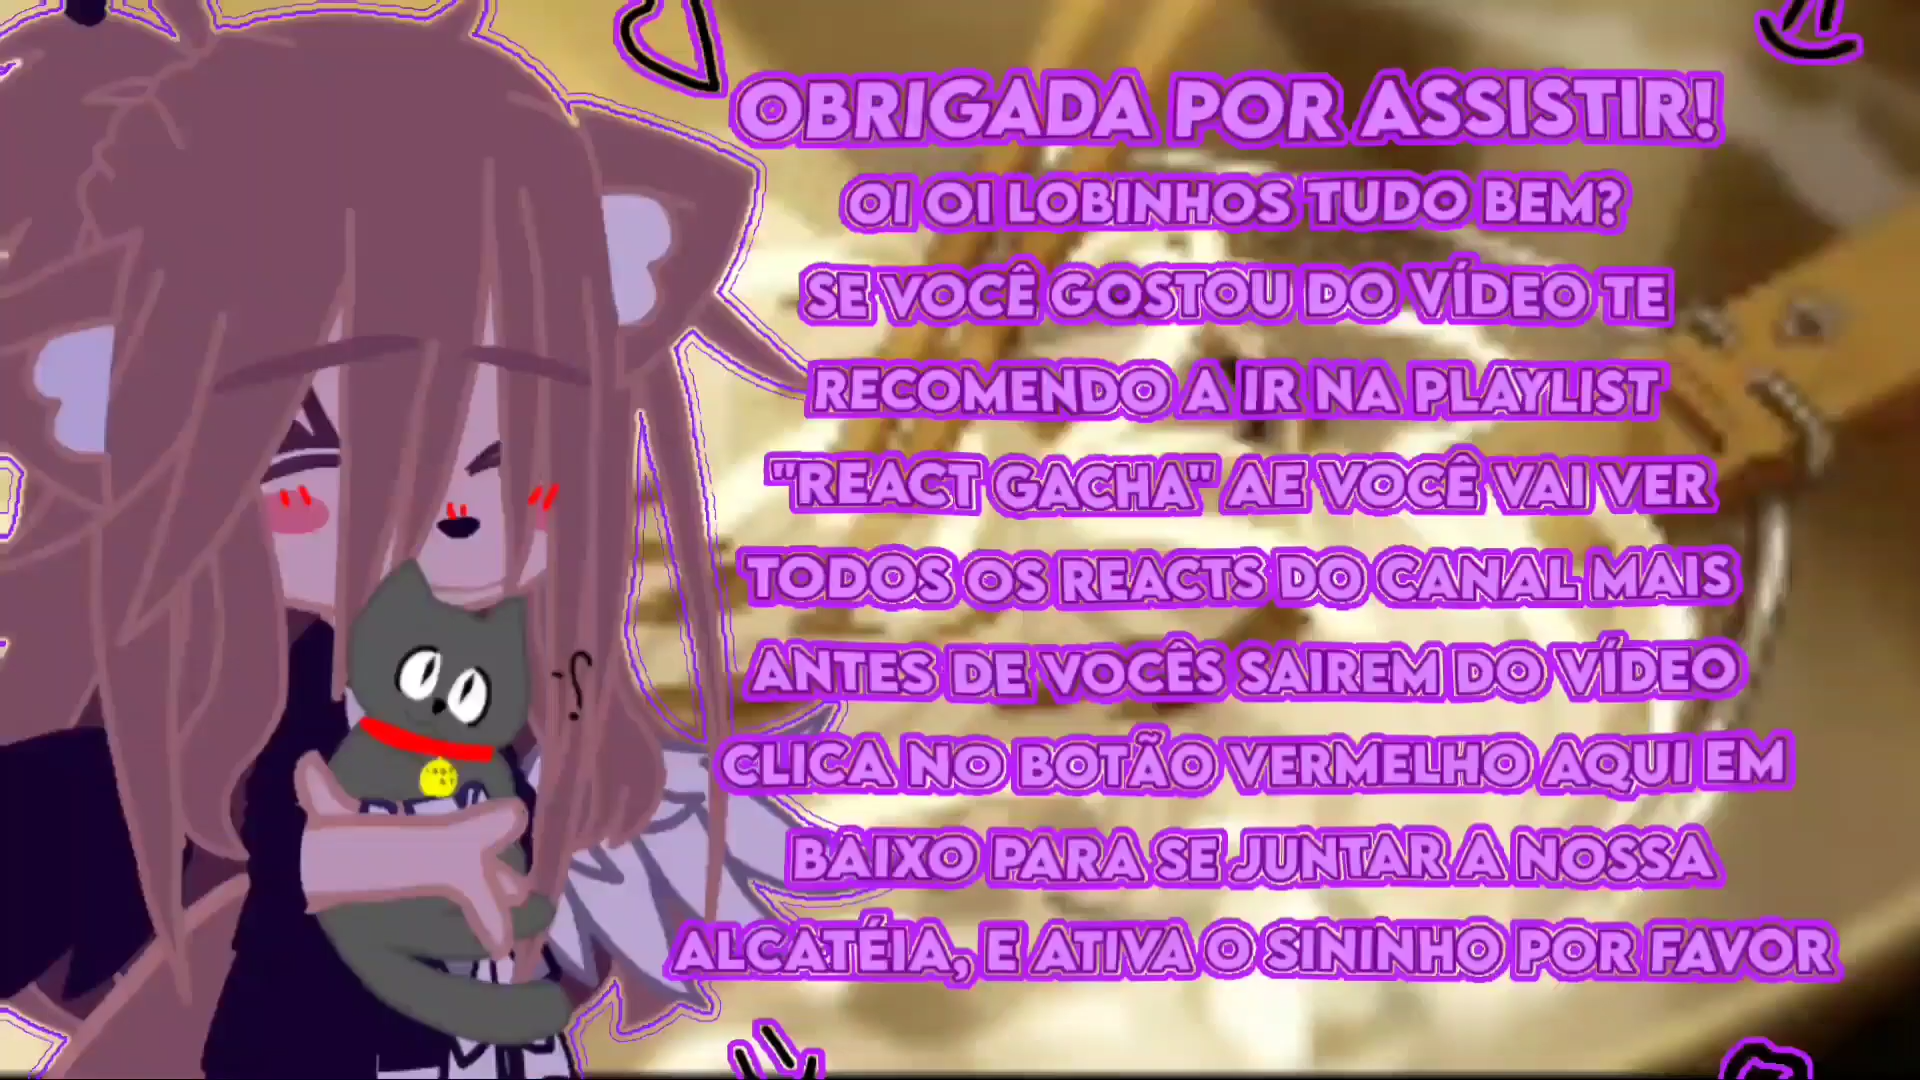 OBRIGADA POR ASSISTIR!
OI OI LOBINHOS TUDO BEM?
SE VOCÊ GOSTOU DO VÍDEO TE
RECOMENDO A IR NA PLAYLIST
"REACT GACHA" AE VOCÊ VAI VER
TODOS OS REACTS DO CANAL MAIS
ANTES DE VOCÊS SAIREM DO VÍDEO
CLICA NO BOTÃO VERMELHO AQUI EM
BAIXO PARA SE JUNTAR A NOSSA
ALCATÉIA, E ATIVA O SININHO POR FAVOR